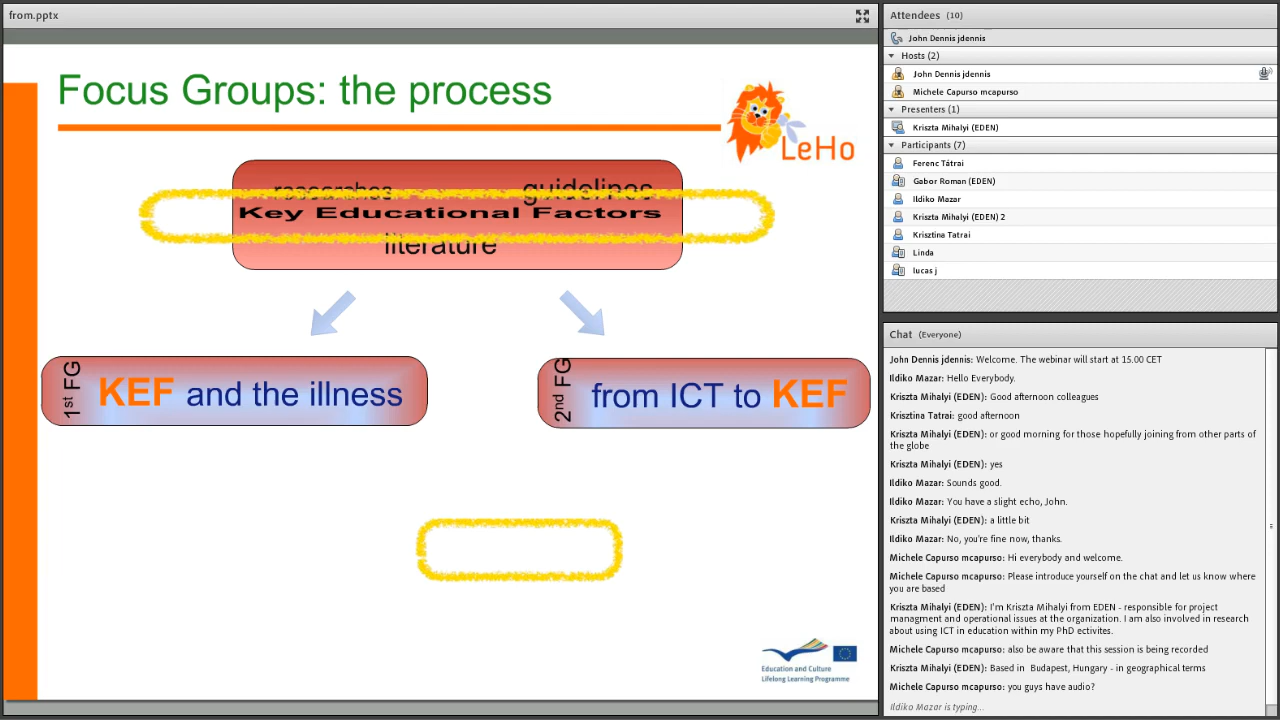 from.pptx
Focus Groups: the process
LeHo
researches
guidelines
Key Educational Factors
literature
1st FG
KEF and the illness
2nd FG
from ICT to KEF
Education and Culture
Lifelong Learning Programme
Attendees (10)
John Dennis jdennis
Hosts (2)
John Dennis jdennis
Michele Capurso mcapurso
Presenters (1)
Kriszta Mihalyi (EDEN)
Participants (7)
Ferenc Tátrai
Gabor Roman (EDEN)
Ildiko Mazar
Kriszta Mihalyi (EDEN) 2
Krisztina Tatrai
Linda
lucas j
Chat (Everyone)
John Dennis jdennis: Welcome. The webinar will start at 15.00 CET
Ildiko Mazar: Hello Everybody.
Kriszta Mihalyi (EDEN): Good afternoon colleagues
Krisztina Tatrai: good afternoon
Kriszta Mihalyi (EDEN): or good morning for those hopefully joining from other parts of
the globe
Kriszta Mihalyi (EDEN): yes
Ildiko Mazar: Sounds good.
Ildiko Mazar: You have a slight echo, John.
Kriszta Mihalyi (EDEN): a little bit
Ildiko Mazar: No, you're fine now, thanks.
Michele Capurso mcapurso: Hi everybody and welcome.
Michele Capurso mcapurso: Please introduce yourself on the chat and let us know where
you are based
Kriszta Mihalyi (EDEN): I'm Kriszta Mihalyi from EDEN - responsible for project
managment and operational issues at the organization. I am also involved in research
about using ICT in education within my PhD ectivites.
Michele Capurso mcapurso: also be aware that this session is being recorded
Kriszta Mihalyi (EDEN): Based in  Budapest, Hungary - in geographical terms
Michele Capurso mcapurso: you guys have audio?
Ildiko Mazar is typing...